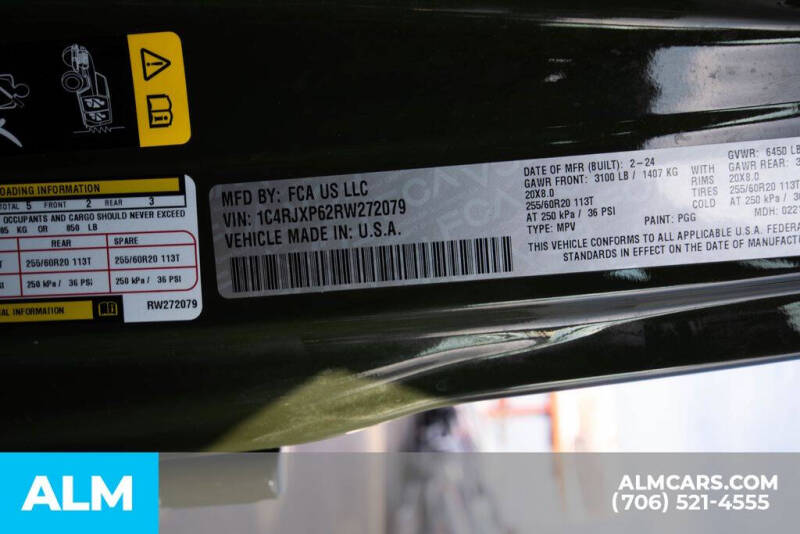 LOADING INFORMATION
TOTAL 5 FRONT 2 REAR 3
OCCUPANTS AND CARGO SHOULD NEVER EXCEED
KG OR 850 LB
REAR SPARE
255/60R20 113T 255/60R20 113T
PSI 250 kPa / 36 PSI 250 kPa / 36 PSI
INFORMATION
RW272079
MFD BY: FCA US LLC
VIN: 1C4RJXP62RW272079
VEHICLE MADE IN: U.S.A.
DATE OF MFR (BUILT): 2-24 GVWR: 6450 LB
GAWR FRONT: 3100 LB / 1407 KG WITH GAWR REAR:
20X8.0 RIMS 20X8.0
255/60R20 113T TIRES 255/60R20
AT 250 kPa / 36 PSI COLD AT 250 kPa
TYPE: MPV PAINT: PGG MDH:
THIS VEHICLE CONFORMS TO ALL APPLICABLE U.S.A. FEDERAL
STANDARDS IN EFFECT ON THE DATE OF
ALM
ALMCARS.COM
(706) 521-4555